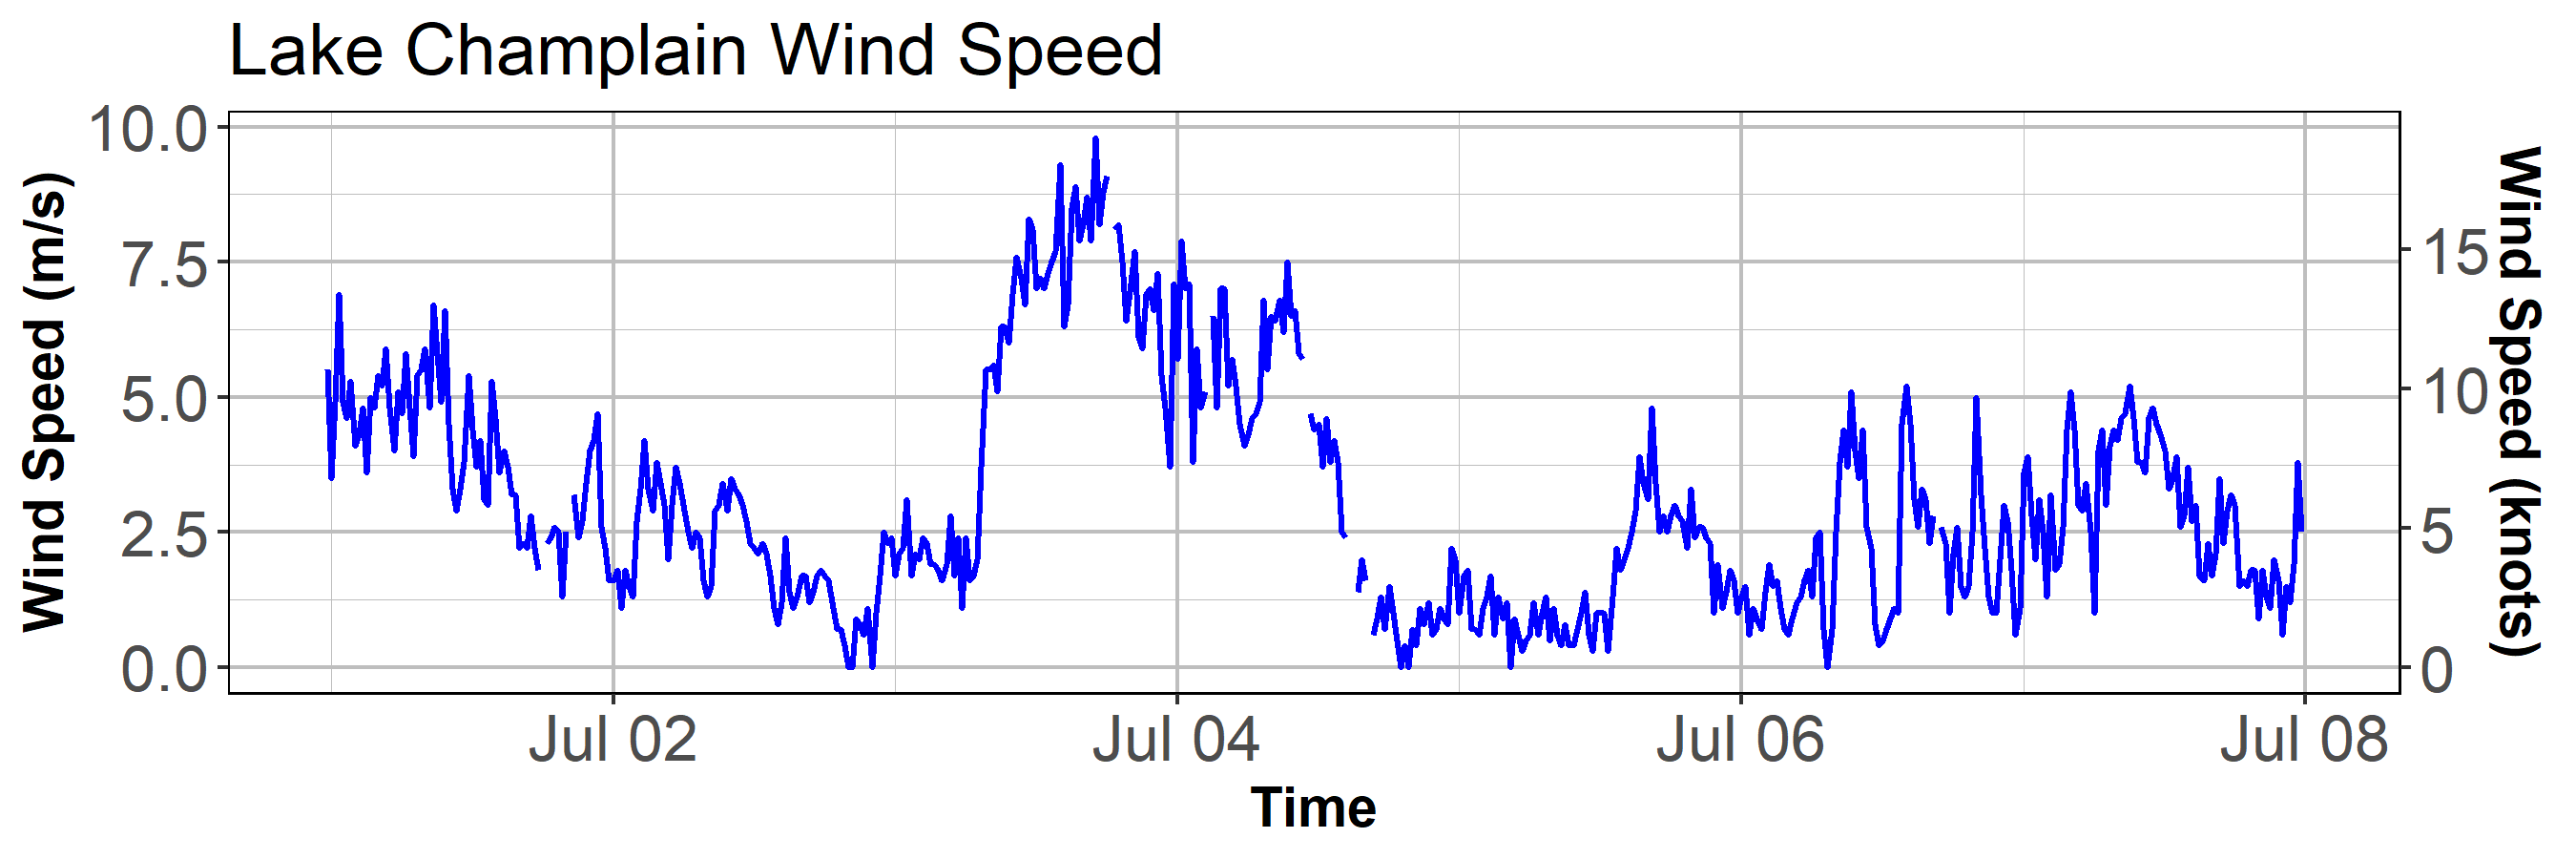 Lake Champlain Wind Speed
10.0
7.5
5.0
2.5
0.0
Wind Speed (m/s)
15
10
5
0
Wind Speed (knots)
Jul 02 Jul 04 Jul 06 Jul 08
Time